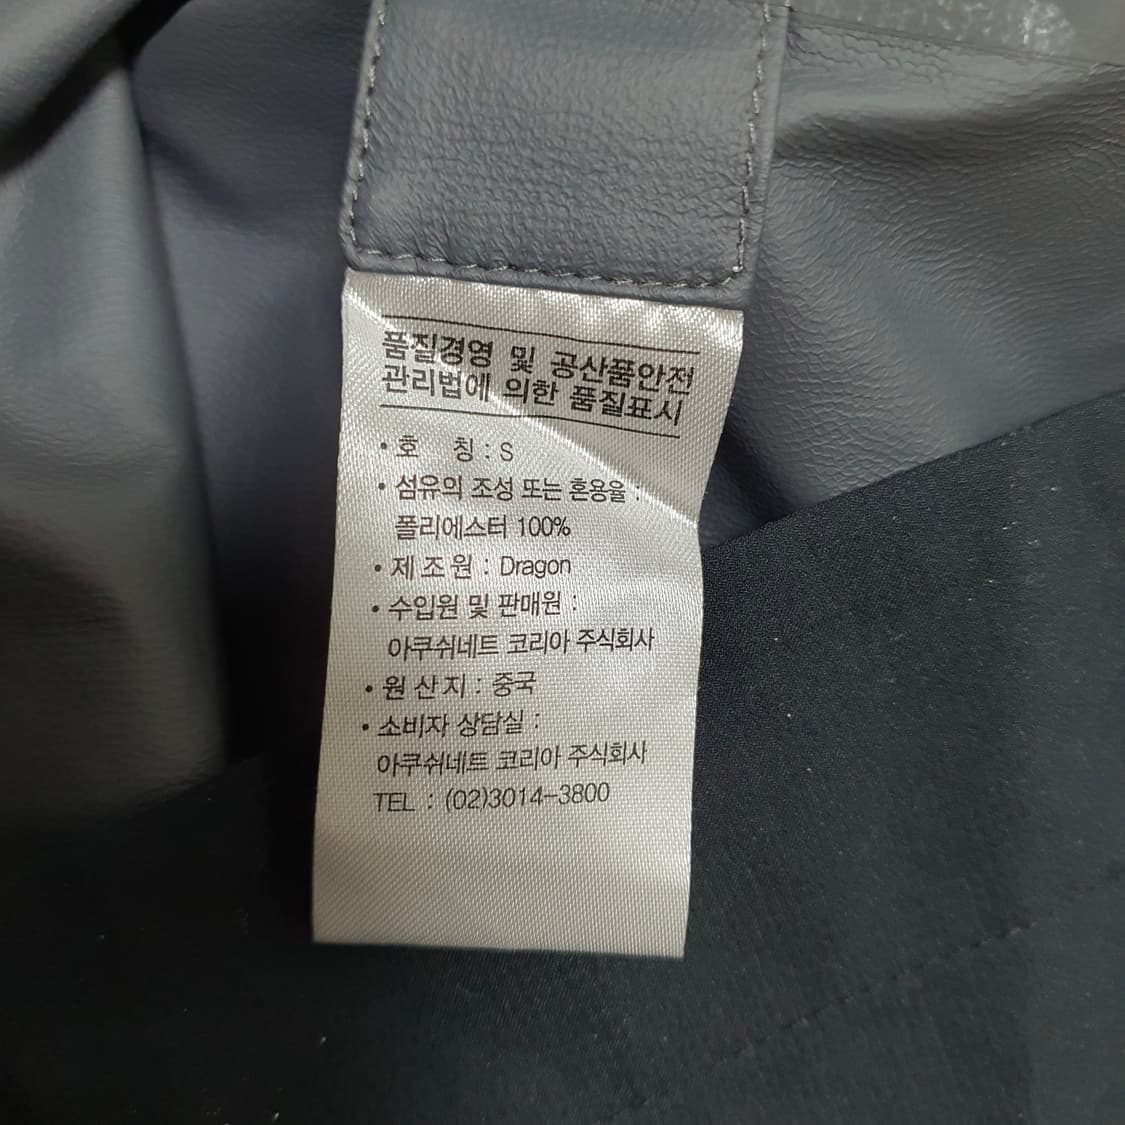 품질경영 및 공산품안전
관리법에 의한 품질표시
• 호 칭 : S
• 섬유의 조성 또는 혼용율 :
폴리에스터 100%
• 제조원 : Dragon
• 수입원 및 판매원 :
아쿠쉬네트 코리아 주식회사
• 원산지 : 중국
• 소비자 상담실 :
아쿠쉬네트 코리아 주식회사
TEL : (02)3014-3800